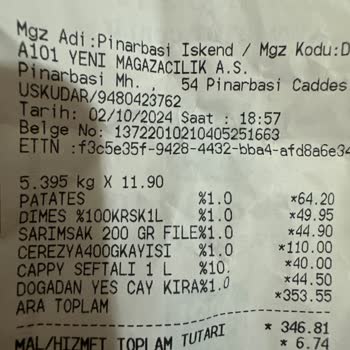 Mgz Adi:Pinarbasi Iskend / Mgz Kodu:D
A101 YENI MAGAZACILIK A.S.
Pinarbasi Mh. , 54 Pinarbasi Caddes
USKUDAR/9480423762
Tarih: 02/10/2024 Saat : 18:57
Belge No: 13722010210405251663
ETTN :f3c5e35f-9428-4432-bba4-afd8a6e34
5.395 kg X 11.90
PATATES %1.0 *64.20
DIMES %100KRSK1L %1.0 *49.95
SARIMSAK 200 GR FILE%1.0 *44.90
CEREZYA400GKAYISI %1.0 *110.00
CAPPY SEFTALI 1 L %10. *40.00
DOGADAN YES CAY KIRA%1.0 *44.50
ARA TOPLAM *353.55
MAL/HIZMET TOPLAM TUTARI * 346.81
* 6.74